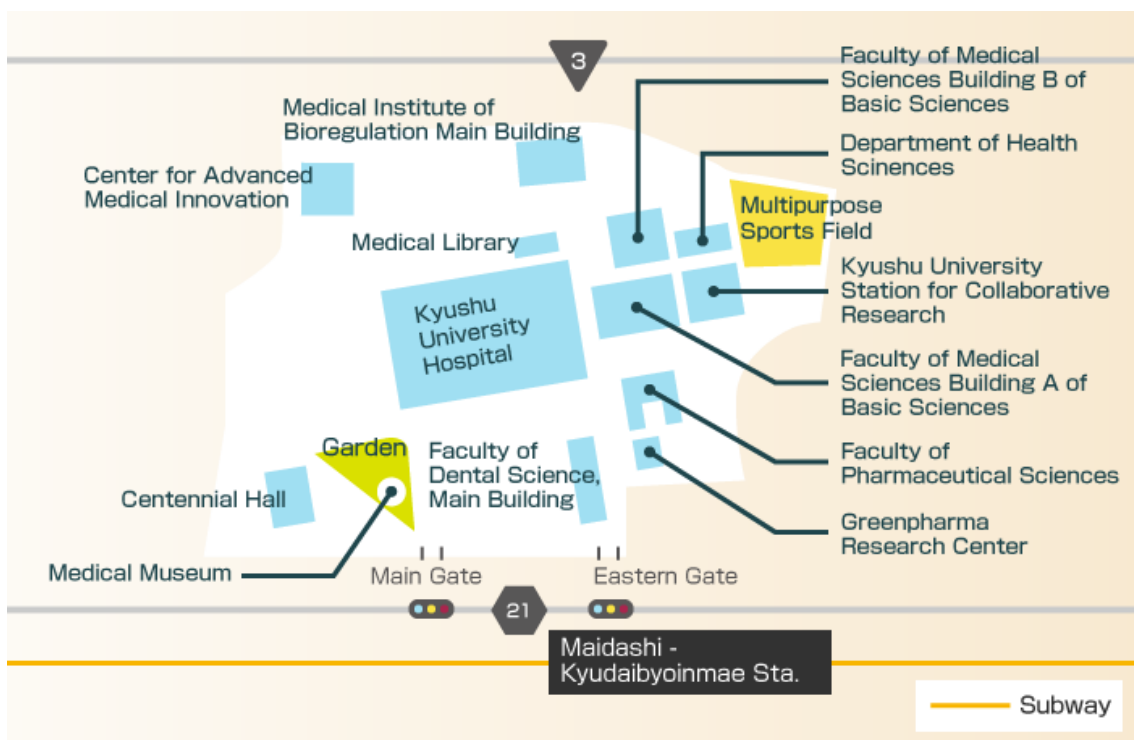 3
Faculty of Medical
Sciences Building B of
Basic Sciences
Medical Institute of
Bioregulation Main Building
Department of Health
Scinences
Center for Advanced
Medical Innovation
Multipurpose
Sports Field
Medical Library
Kyushu University
Station for Collaborative
Research
Kyushu
University
Hospital
Faculty of Medical
Sciences Building A of
Basic Sciences
Garden
Faculty of
Dental Science,
Main Building
Faculty of
Pharmaceutical Sciences
Centennial Hall
Greenpharma
Research Center
Medical Museum
Main Gate
Eastern Gate
21
Maidashi -
Kyudaibyoinmae Sta.
Subway